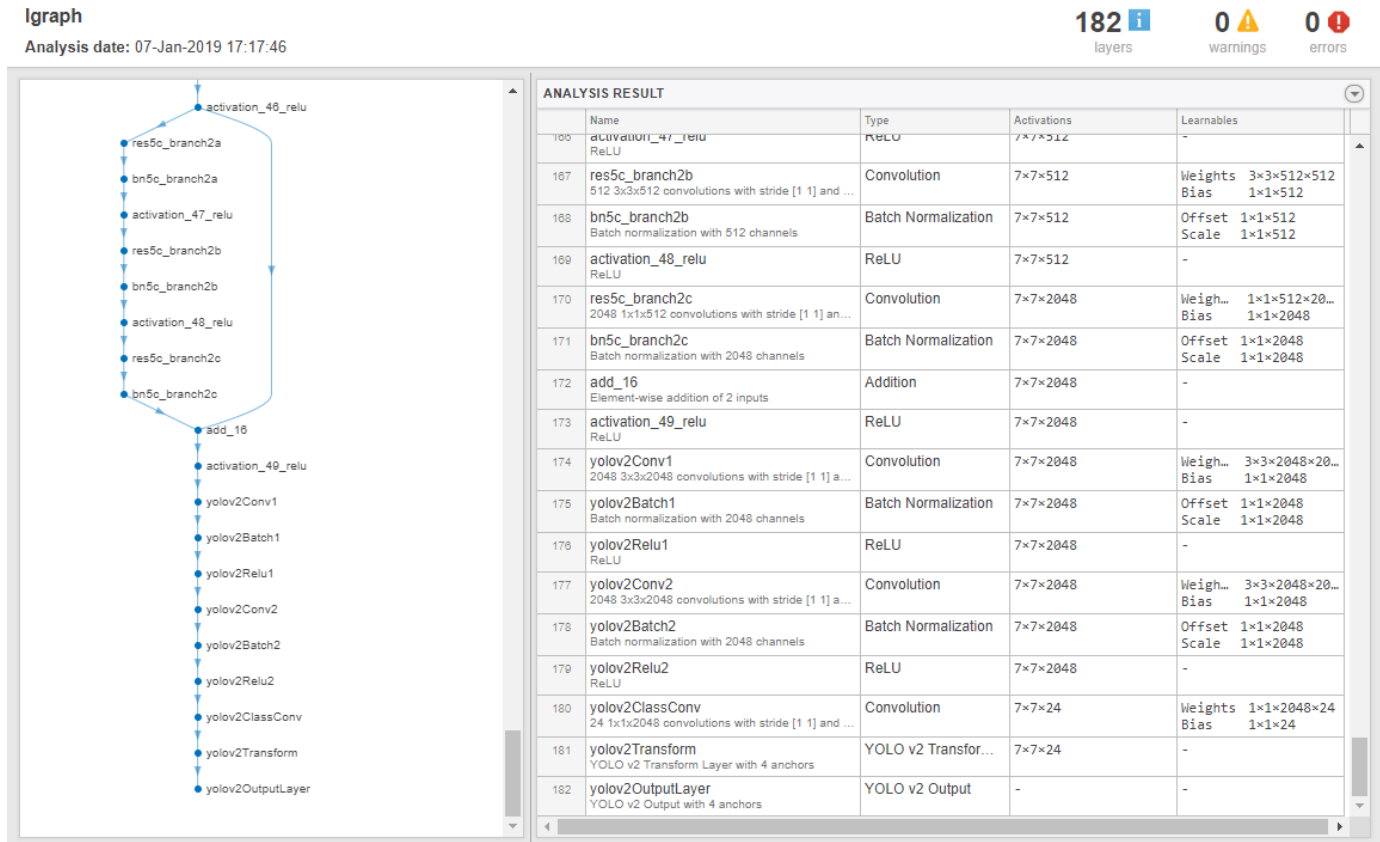 lgraph
Analysis date: 07-Jan-2019 17:17:46
182 i
layers
0
warnings
0
errors
activation_46_relu
res5c_branch2a
bn5c_branch2a
activation_47_relu
res5c_branch2b
bn5c_branch2b
activation_48_relu
res5c_branch2c
bn5c_branch2c
add_16
activation_49_relu
yolov2Conv1
yolov2Batch1
yolov2Relu1
yolov2Conv2
yolov2Batch2
yolov2Relu2
yolov2ClassConv
yolov2Transform
yolov2OutputLayer
ANALYSIS RESULT
Name Type Activations Learnables
166 activation_47_relu ReLU 7×7×512 -
ReLU
167 res5c_branch2b Convolution 7×7×512 Weights 3×3×512×512
512 3x3x512 convolutions with stride [1 1] and ... Bias 1×1×512
168 bn5c_branch2b Batch Normalization 7×7×512 Offset 1×1×512
Batch normalization with 512 channels Scale 1×1×512
169 activation_48_relu ReLU 7×7×512 -
ReLU
170 res5c_branch2c Convolution 7×7×2048 Weigh… 1×1×512×20…
2048 1x1x512 convolutions with stride [1 1] an... Bias 1×1×2048
171 bn5c_branch2c Batch Normalization 7×7×2048 Offset 1×1×2048
Batch normalization with 2048 channels Scale 1×1×2048
172 add_16 Addition 7×7×2048 -
Element-wise addition of 2 inputs
173 activation_49_relu ReLU 7×7×2048 -
ReLU
174 yolov2Conv1 Convolution 7×7×2048 Weigh… 3×3×2048×20…
2048 3x3x2048 convolutions with stride [1 1] a... Bias 1×1×2048
175 yolov2Batch1 Batch Normalization 7×7×2048 Offset 1×1×2048
Batch normalization with 2048 channels Scale 1×1×2048
176 yolov2Relu1 ReLU 7×7×2048 -
ReLU
177 yolov2Conv2 Convolution 7×7×2048 Weigh… 3×3×2048×20…
2048 3x3x2048 convolutions with stride [1 1] a... Bias 1×1×2048
178 yolov2Batch2 Batch Normalization 7×7×2048 Offset 1×1×2048
Batch normalization with 2048 channels Scale 1×1×2048
179 yolov2Relu2 ReLU 7×7×2048 -
ReLU
180 yolov2ClassConv Convolution 7×7×24 Weights 1×1×2048×24
24 1x1x2048 convolutions with stride [1 1] and ... Bias 1×1×24
181 yolov2Transform YOLO v2 Transfor... 7×7×24 -
YOLO v2 Transform Layer with 4 anchors
182 yolov2OutputLayer YOLO v2 Output - -
YOLO v2 Output with 4 anchors